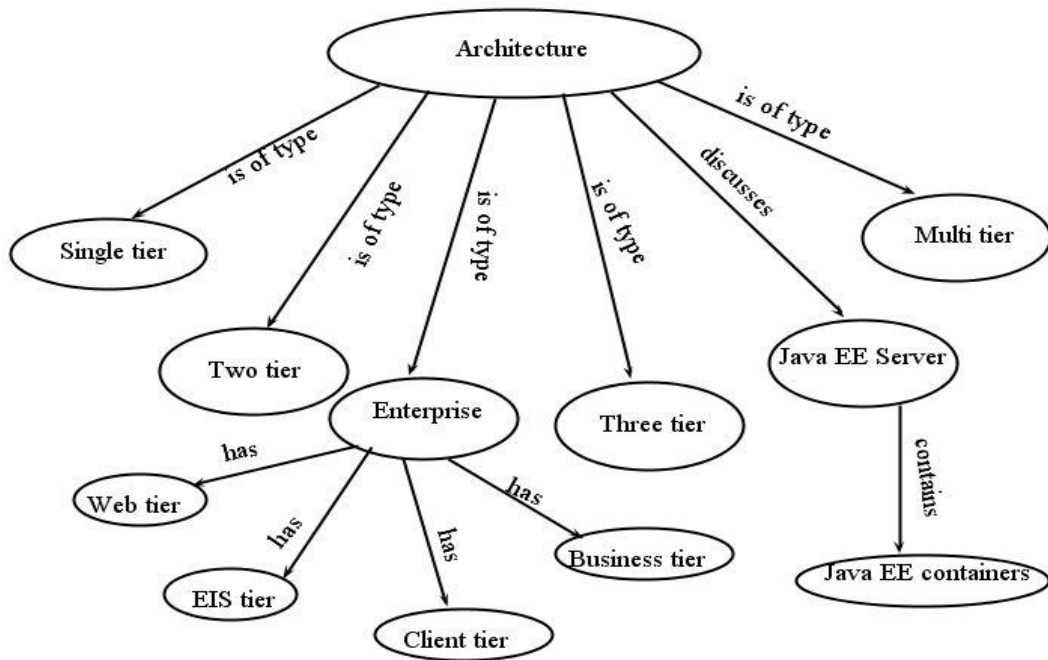 Architecture
is of type
is of type
is of type
is of type
discusses
is of type
Single tier
Two tier
Enterprise
Three tier
Java EE Server
Multi tier
has
has
has
has
contains
Web tier
EIS tier
Client tier
Business tier
Java EE containers